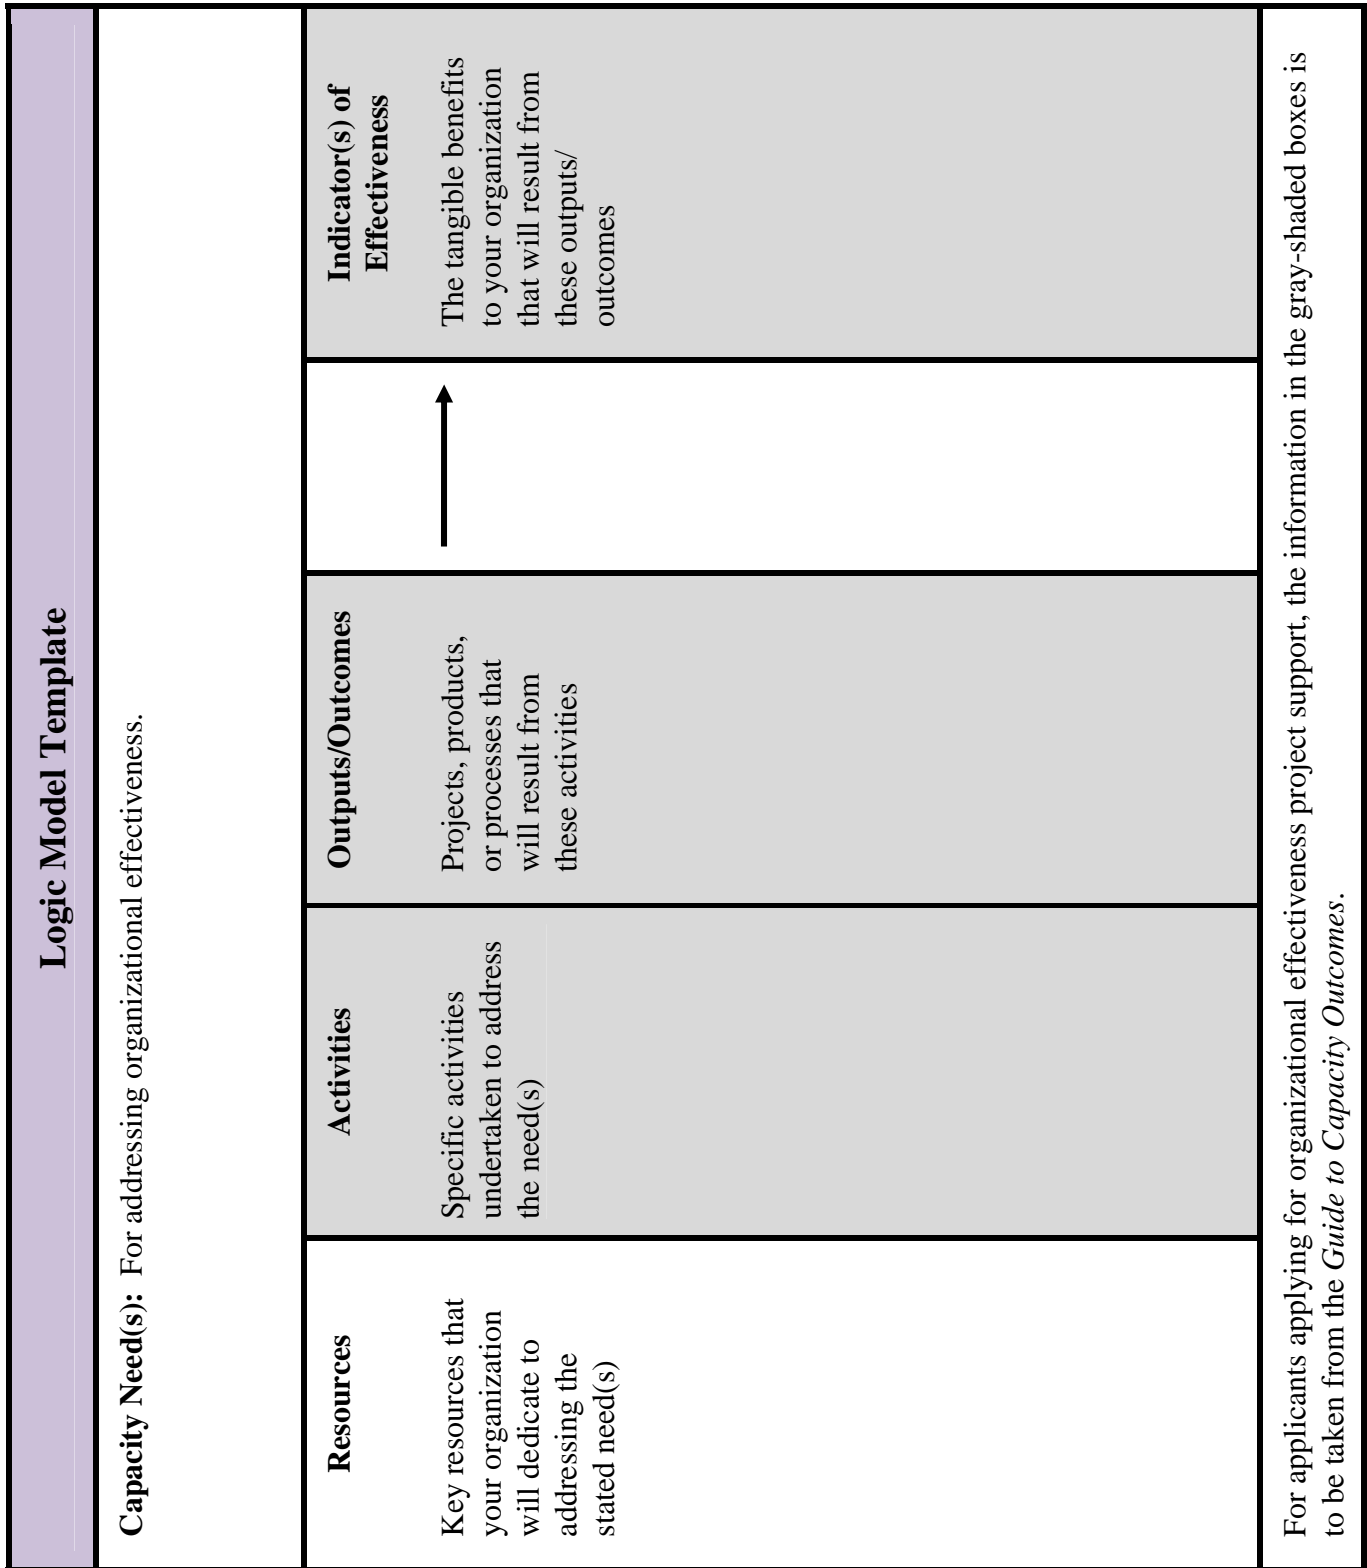 Logic Model Template
Capacity Need(s): For addressing organizational effectiveness.
Resources
Key resources that
your organization
will dedicate to
addressing the
stated need(s)
Activities
Specific activities
undertaken to address
the need(s)
Outputs/Outcomes
Projects, products,
or processes that
will result from
these activities
Indicator(s) of
Effectiveness
The tangible benefits
to your organization
that will result from
these outputs/
outcomes
For applicants applying for organizational effectiveness project support, the information in the gray-shaded boxes is
to be taken from the Guide to Capacity Outcomes.